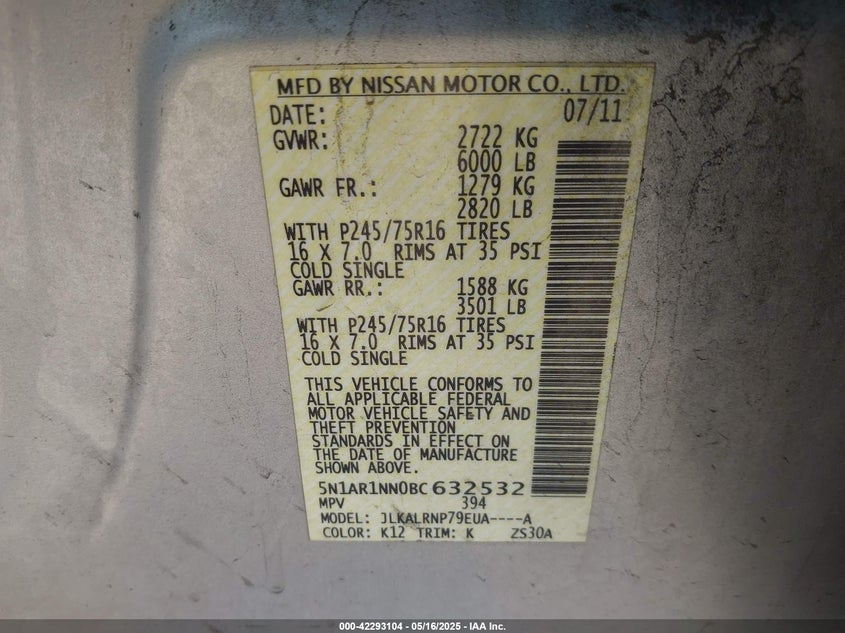 MFD BY NISSAN MOTOR CO., LTD.
DATE: 07/11
GVWR: 2722 KG
6000 LB
GAWR FR.: 1279 KG
2820 LB
WITH P245/75R16 TIRES
16 X 7.0 RIMS AT 35 PSI
COLD SINGLE
GAWR RR.: 1588 KG
3501 LB
WITH P245/75R16 TIRES
16 X 7.0 RIMS AT 35 PSI
COLD SINGLE
THIS VEHICLE CONFORMS TO
ALL APPLICABLE FEDERAL
MOTOR VEHICLE SAFETY AND
THEFT PREVENTION
STANDARDS IN EFFECT ON
THE DATE OF MANUFACTURE
SHOWN ABOVE.
5N1AR1NN0BC632532
MPV 394
MODEL: JLKALRNP79EUA----A
COLOR: K12 TRIM: K ZS30A
000-42293104 - 05/16/2025 - IAA Inc.